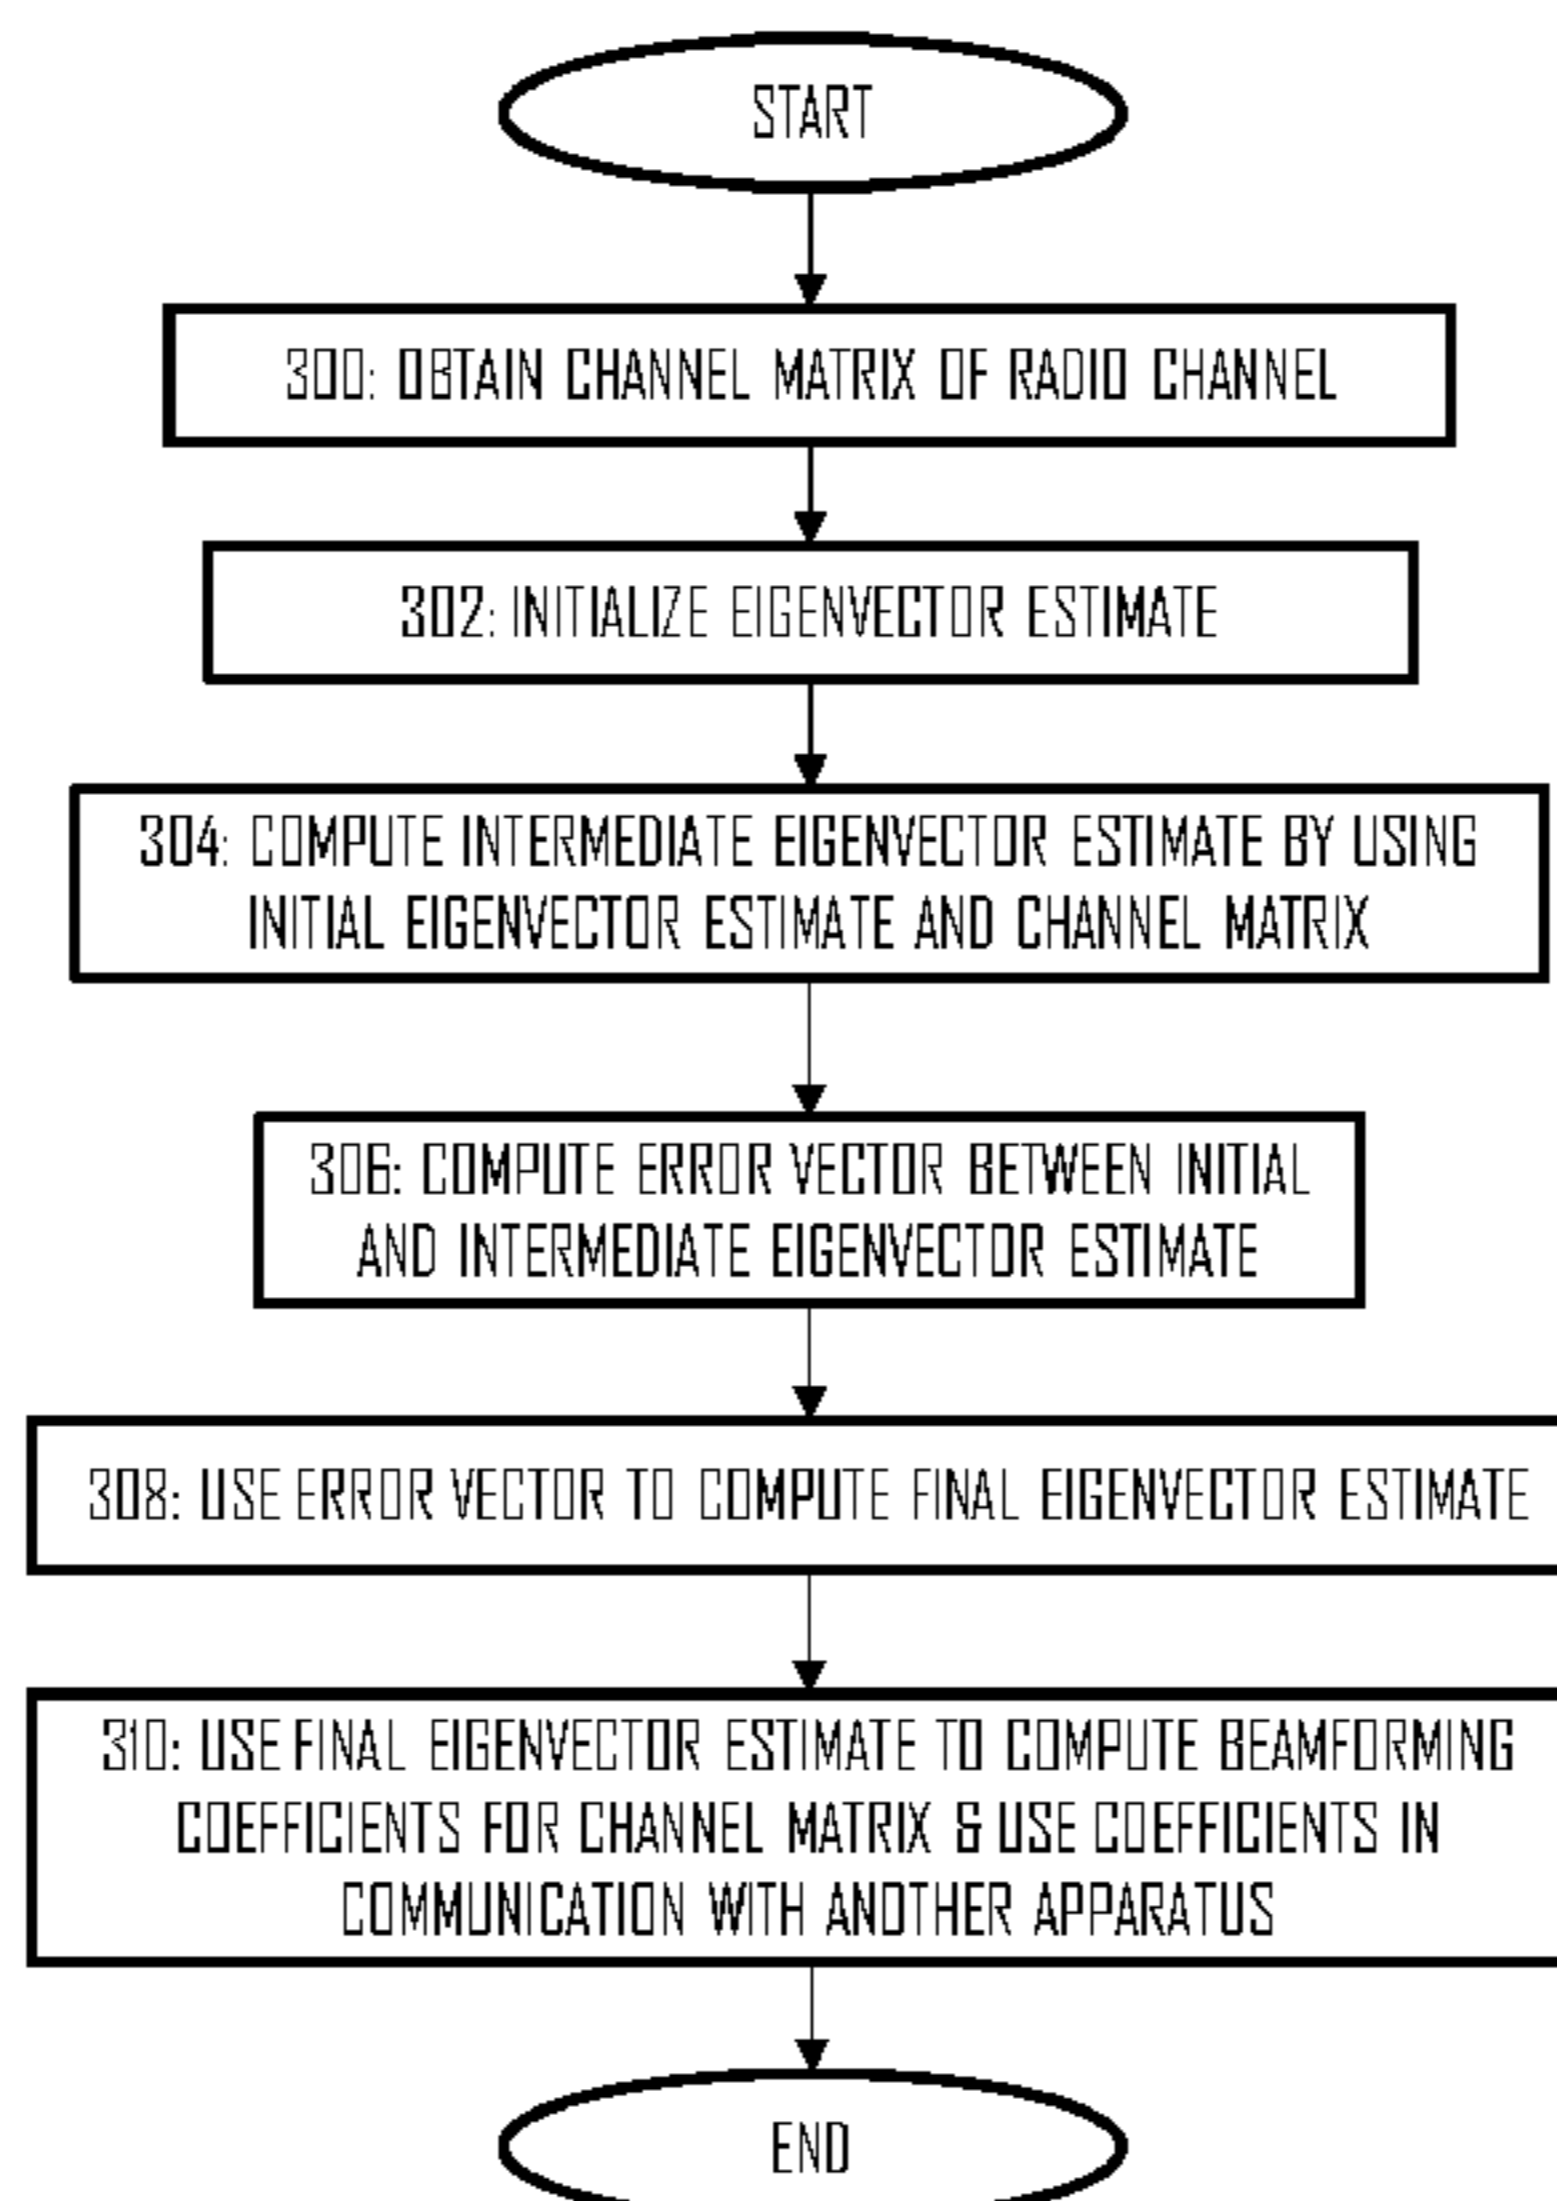 START
300: OBTAIN CHANNEL MATRIX OF RADIO CHANNEL
302: INITIALIZE EIGENVECTOR ESTIMATE
304: COMPUTE INTERMEDIATE EIGENVECTOR ESTIMATE BY USING
INITIAL EIGENVECTOR ESTIMATE AND CHANNEL MATRIX
306: COMPUTE ERROR VECTOR BETWEEN INITIAL
AND INTERMEDIATE EIGENVECTOR ESTIMATE
308: USE ERROR VECTOR TO COMPUTE FINAL EIGENVECTOR ESTIMATE
310: USE FINAL EIGENVECTOR ESTIMATE TO COMPUTE BEAMFORMING
COEFFICIENTS FOR CHANNEL MATRIX & USE COEFFICIENTS IN
COMMUNICATION WITH ANOTHER APPARATUS
END